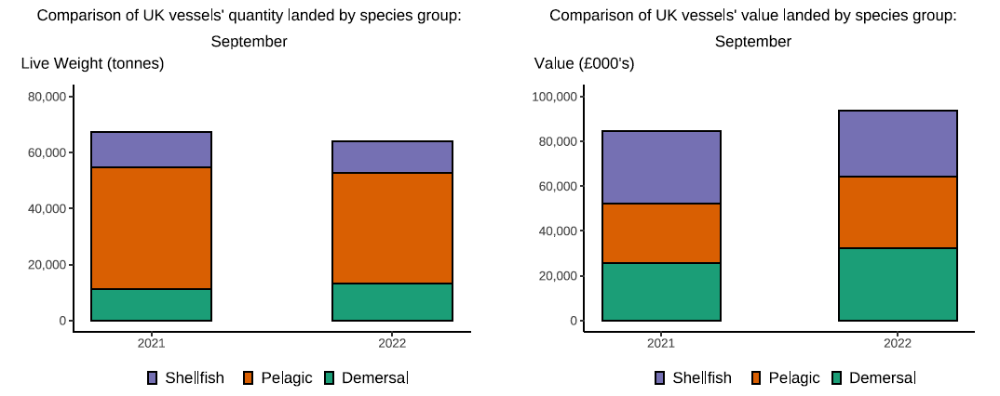 Comparison of UK vessels' quantity landed by species group:
September
Live Weight (tonnes)
80,000
60,000
40,000
20,000
0
2021
2022
Shellfish
Pelagic
Demersal
Comparison of UK vessels' value landed by species group:
September
Value (£000's)
100,000
80,000
60,000
40,000
20,000
0
2021
2022
Shellfish
Pelagic
Demersal